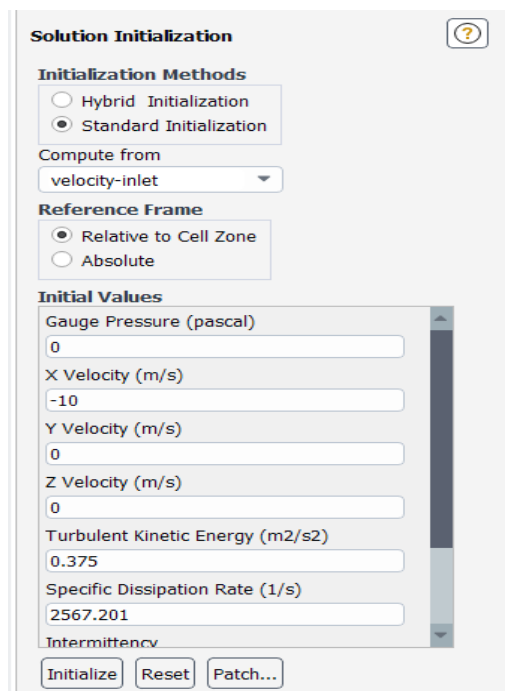 Solution Initialization
?
Initialization Methods
Hybrid Initialization
Standard Initialization
Compute from
velocity-inlet
Reference Frame
Relative to Cell Zone
Absolute
Initial Values
Gauge Pressure (pascal)
0
X Velocity (m/s)
-10
Y Velocity (m/s)
0
Z Velocity (m/s)
0
Turbulent Kinetic Energy (m2/s2)
0.375
Specific Dissipation Rate (1/s)
2567.201
Intermittency
Initialize Reset Patch...